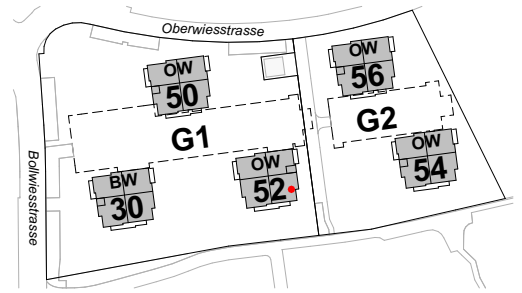 Oberwiesstrasse
OW
50
OW
56
G1
G2
Bollwiesstrasse
BW
30
OW
52
OW
54